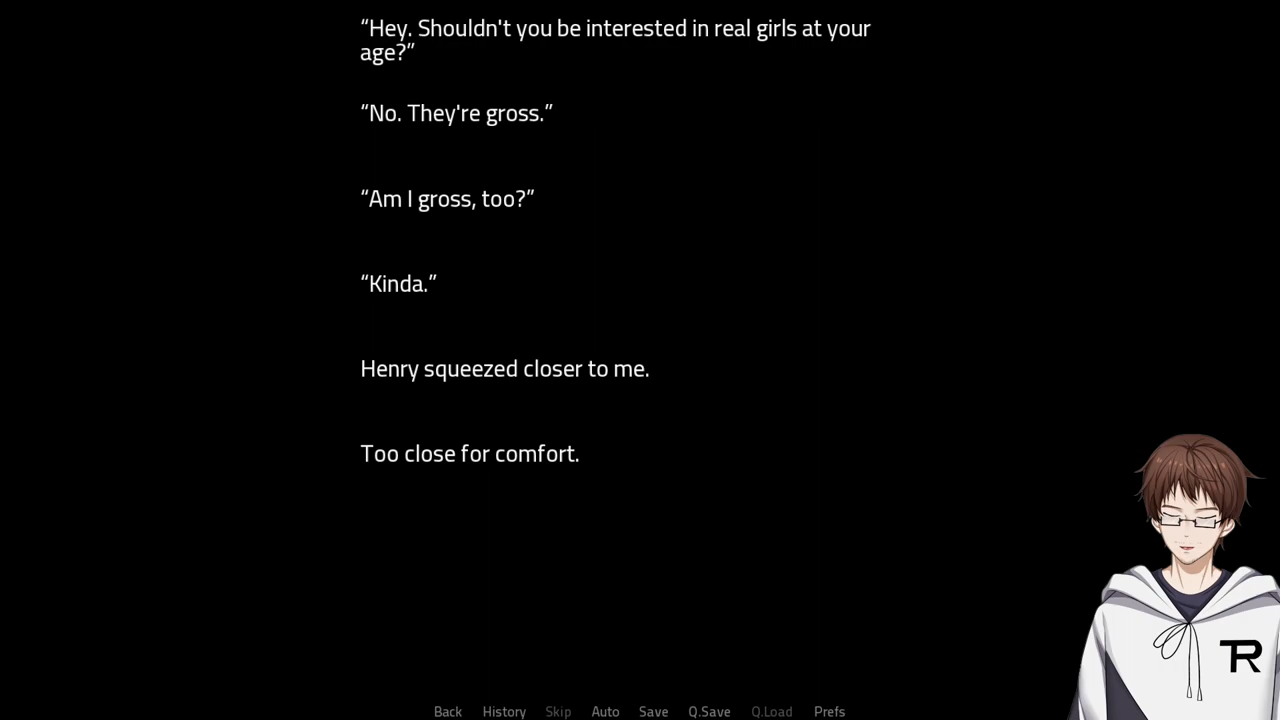 “Hey. Shouldn't you be interested in real girls at your
age?”
“No. They're gross.”
“Am I gross, too?”
“Kinda.”
Henry squeezed closer to me.
Too close for comfort.
TR
Back History Skip Auto Save Q.Save Q.Load Prefs